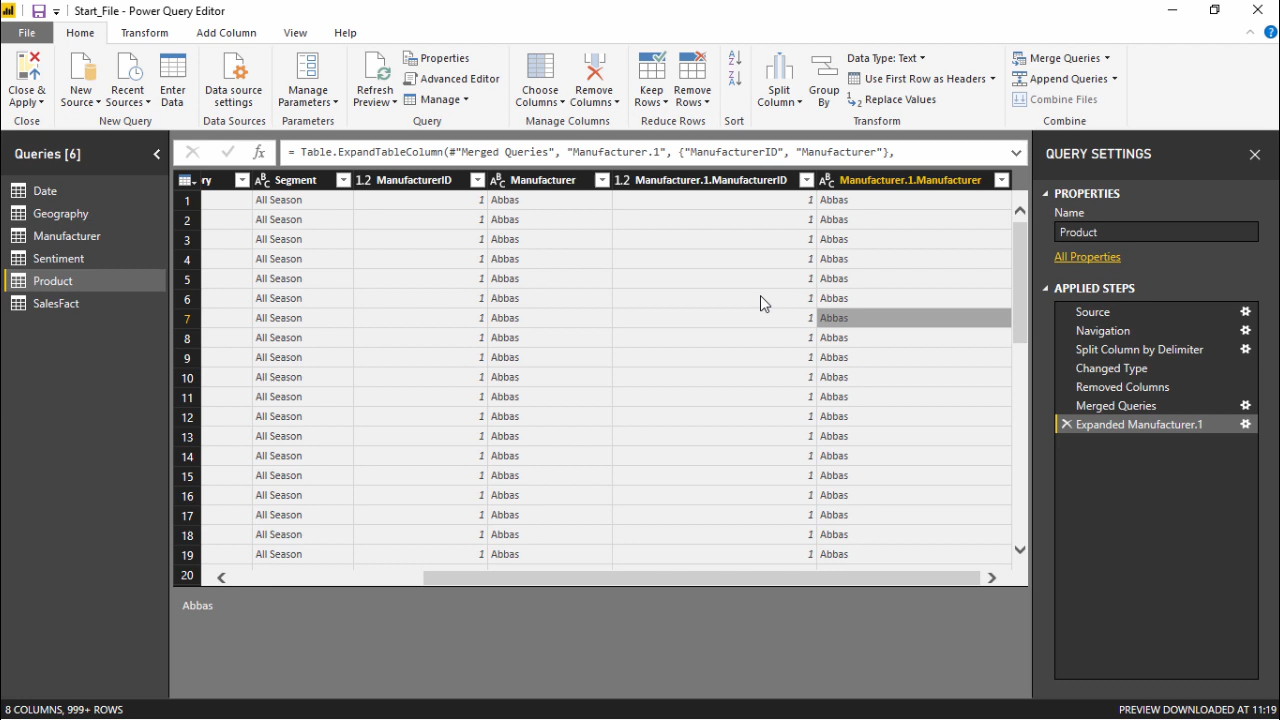 Start_File - Power Query Editor
File Home Transform Add Column View Help
Close & Apply
New Source
Recent Sources
Enter Data
Data source settings
Manage Parameters
Refresh Preview
Properties
Advanced Editor
Manage
Choose Columns
Remove Columns
Keep Rows
Remove Rows
A Z
Z A
Split Column
Group By
Data Type: Text
Use First Row as Headers
1 2 Replace Values
Merge Queries
Append Queries
Combine Files
Close New Query Data Sources Parameters Query Manage Columns Reduce Rows Sort Transform Combine
Queries [6]
Date
Geography
Manufacturer
Sentiment
Product
SalesFact
fx = Table.ExpandTableColumn(#"Merged Queries", "Manufacturer.1", {"ManufacturerID", "Manufacturer"},
ry ABC Segment 1.2 ManufacturerID ABC Manufacturer 1.2 Manufacturer.1.ManufacturerID ABC Manufacturer.1.Manufacturer
1 All Season 1 Abbas 1 Abbas
2 All Season 1 Abbas 1 Abbas
3 All Season 1 Abbas 1 Abbas
4 All Season 1 Abbas 1 Abbas
5 All Season 1 Abbas 1 Abbas
6 All Season 1 Abbas 1 Abbas
7 All Season 1 Abbas 1 Abbas
8 All Season 1 Abbas 1 Abbas
9 All Season 1 Abbas 1 Abbas
10 All Season 1 Abbas 1 Abbas
11 All Season 1 Abbas 1 Abbas
12 All Season 1 Abbas 1 Abbas
13 All Season 1 Abbas 1 Abbas
14 All Season 1 Abbas 1 Abbas
15 All Season 1 Abbas 1 Abbas
16 All Season 1 Abbas 1 Abbas
17 All Season 1 Abbas 1 Abbas
18 All Season 1 Abbas 1 Abbas
19 All Season 1 Abbas 1 Abbas
20
Abbas
QUERY SETTINGS
PROPERTIES
Name
Product
All Properties
APPLIED STEPS
Source
Navigation
Split Column by Delimiter
Changed Type
Removed Columns
Merged Queries
Expanded Manufacturer.1
8 COLUMNS, 999+ ROWS
PREVIEW DOWNLOADED AT 11:19